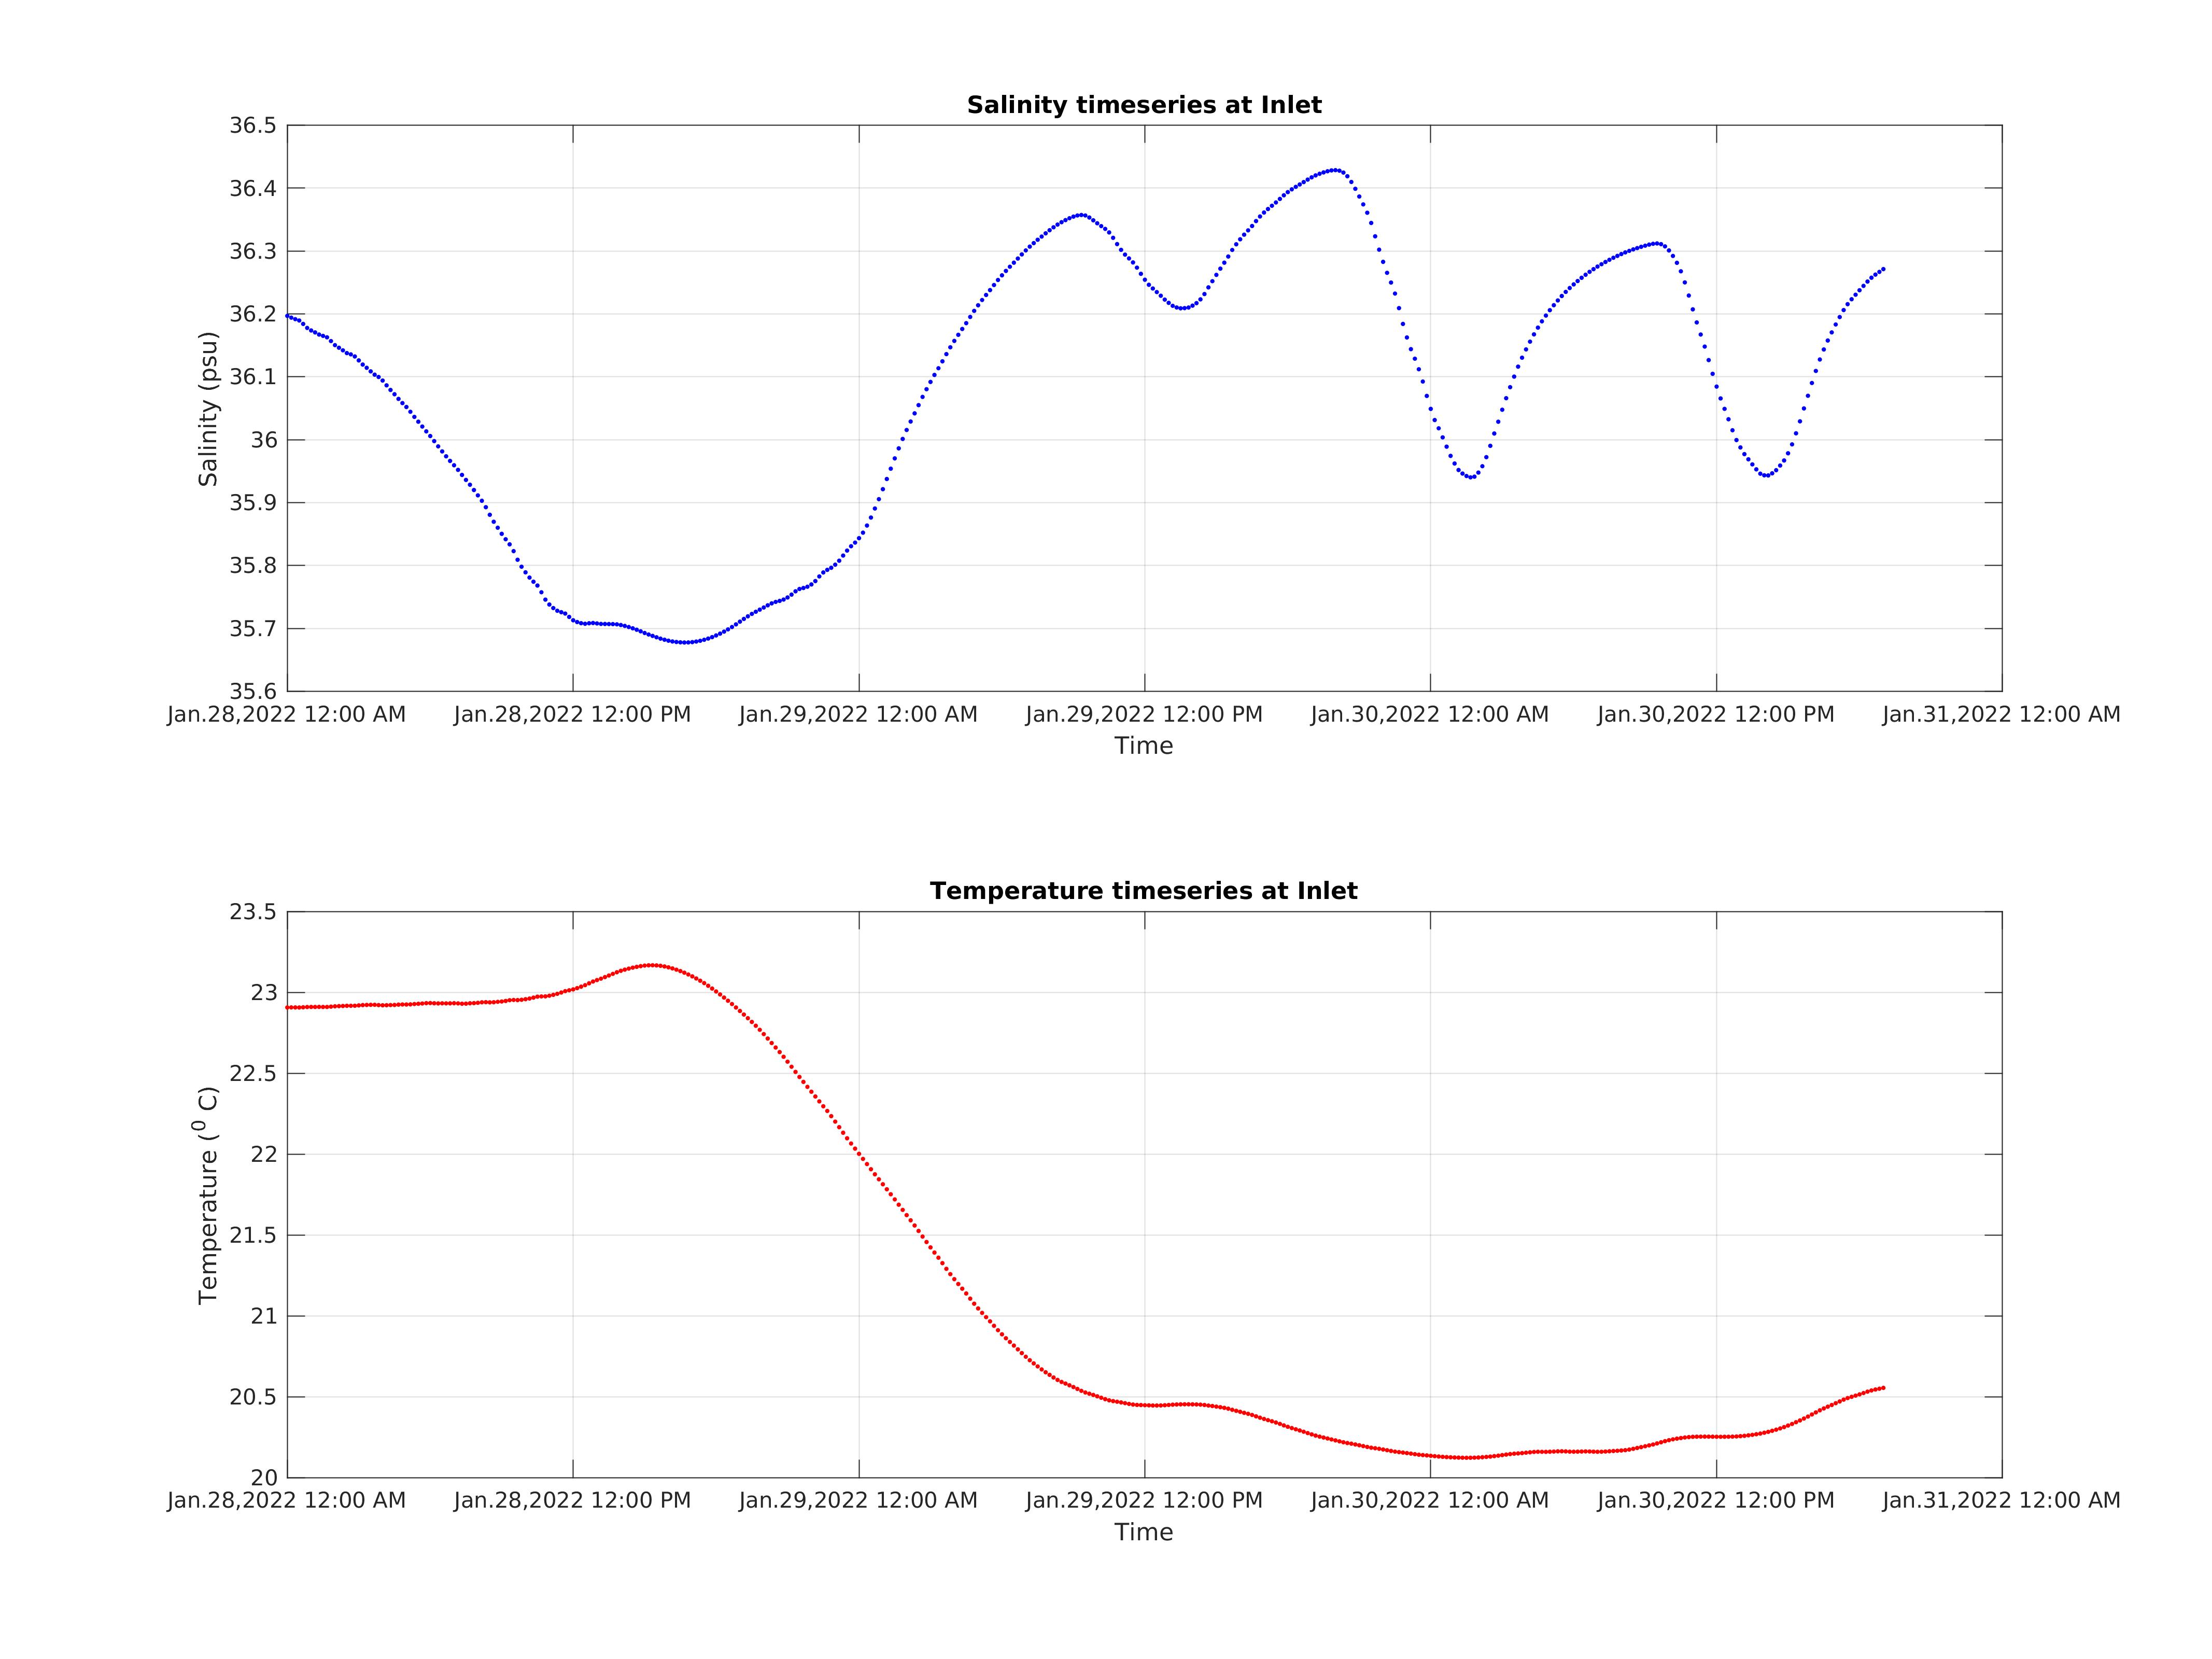 Salinity timeseries at Inlet
36.5
36.4
36.3
36.2
36.1
36
35.9
35.8
35.7
35.6
Salinity (psu)
Jan.28,2022 12:00 AM Jan.28,2022 12:00 PM Jan.29,2022 12:00 AM Jan.29,2022 12:00 PM Jan.30,2022 12:00 AM Jan.30,2022 12:00 PM Jan.31,2022 12:00 AM
Time
Temperature timeseries at Inlet
23.5
23
22.5
22
21.5
21
20.5
20
Temperature (⁰ C)
Jan.28,2022 12:00 AM Jan.28,2022 12:00 PM Jan.29,2022 12:00 AM Jan.29,2022 12:00 PM Jan.30,2022 12:00 AM Jan.30,2022 12:00 PM Jan.31,2022 12:00 AM
Time